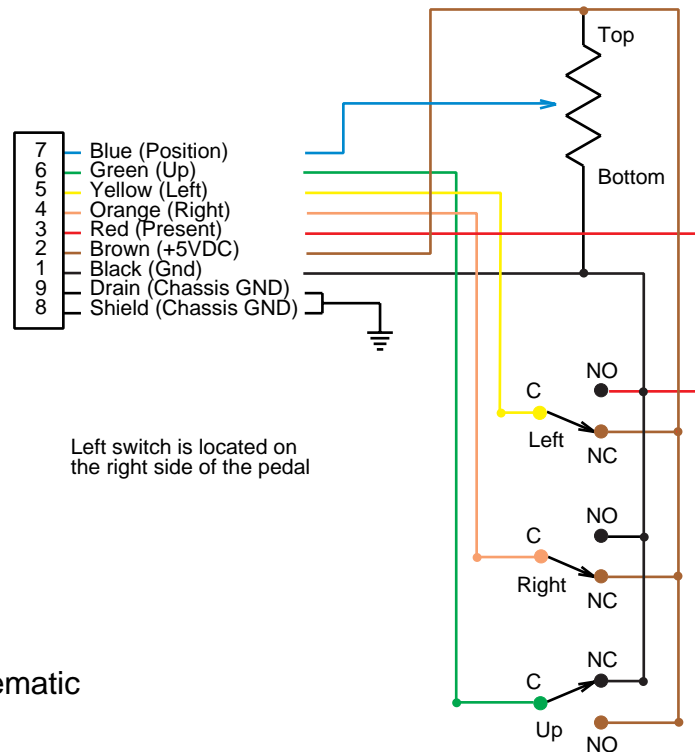 Top
7 Blue (Position)
6 Green (Up)
Bottom
5 Yellow (Left)
4 Orange (Right)
3 Red (Present)
2 Brown (+5VDC)
1 Black (Gnd)
9 Drain (Chassis GND)
8 Shield (Chassis GND)
NO
C
Left
NC
Left switch is located on
the right side of the pedal
NO
C
Right
NC
NC
C
Up
NO
ematic